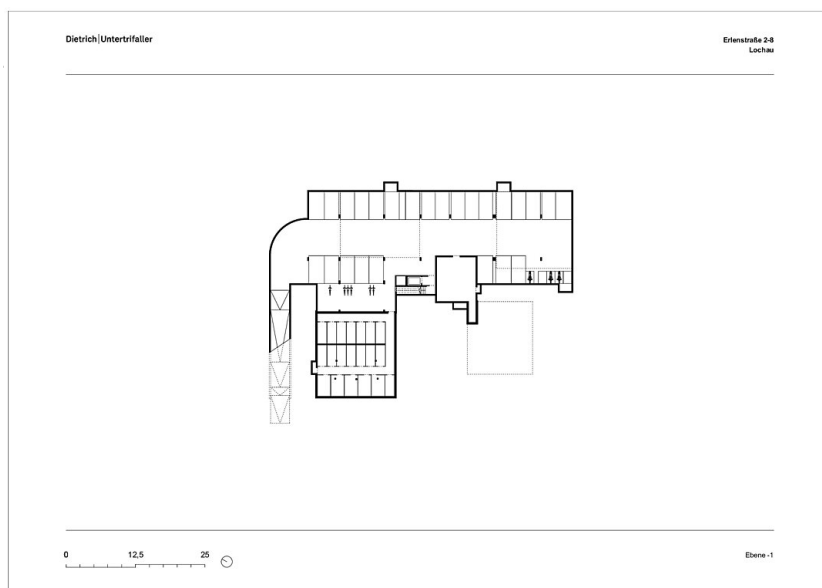 Dietrich|Untertrifaller
Erlenstraße 2-8
Lochau
0 12,5 25
Ebene -1